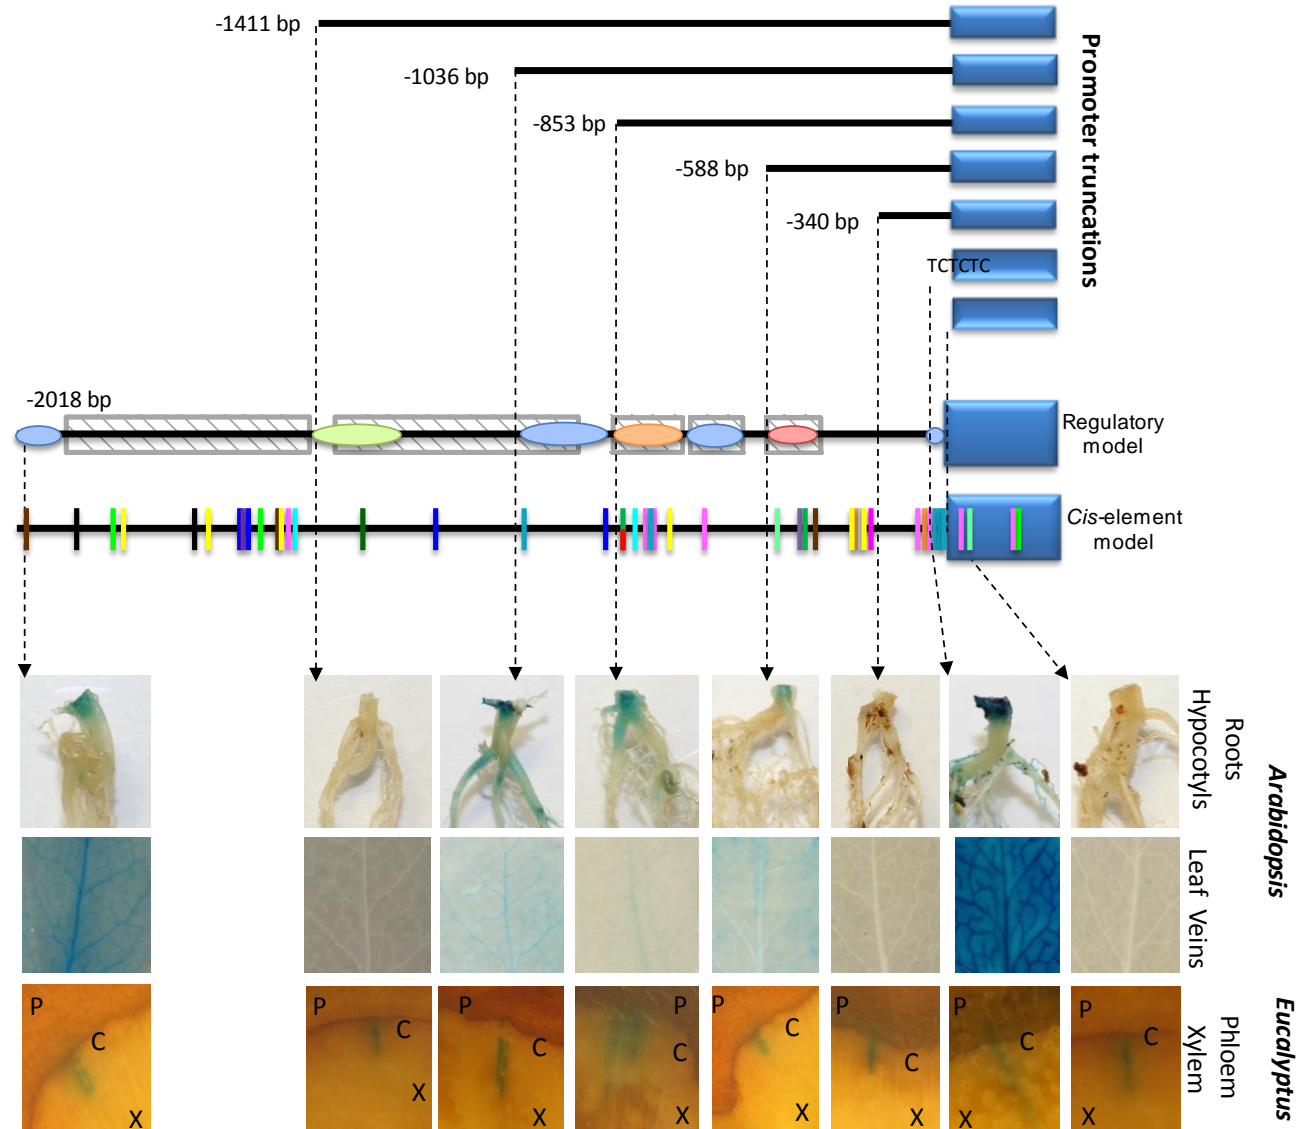 -1411 bp
-1036 bp
-853 bp
-588 bp
-340 bp
TCTCTC
Promoter truncations
-2018 bp
Regulatory
model
Cis-element
model
Roots
Hypocotyls
Leaf Veins
Arabidopsis
P
C
X
P
C
X
P
C
X
P
C
X
P
C
X
P
C
X
P
C
X
P
C
X
Phloem
Xylem
Eucalyptus